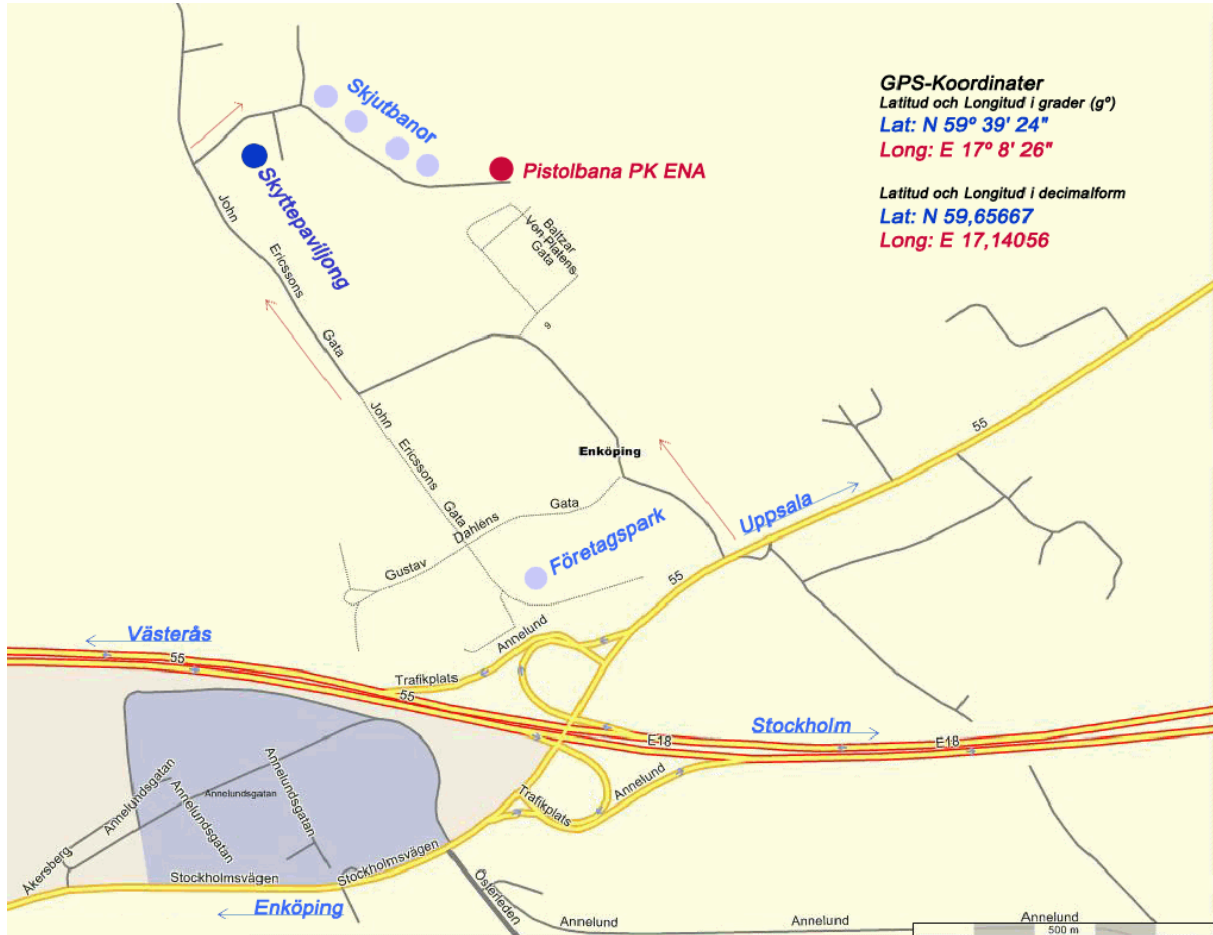 GPS-Koordinater
Latitud och Longitud i grader (gº)
Lat: N 59º 39' 24"
Long: E 17º 8' 26"
Latitud och Longitud i decimalform
Lat: N 59,65667
Long: E 17,14056
Skjutbanor
Pistolbana PK ENA
Skyttepaviljong
John
Ericssons
Gata
Baltzar
Von Platens
Gata
9
John
Ericssons
Gata
Enköping
55
Gata
Dahléns
Gustav
Företagspark
Uppsala
55
Västerås
55
Annelund
Trafikplats
55
Stockholm
E18
E18
Annelund
Trafikplats
Annelundsgatan
Annelundsgatan
Annelundsgatan
Annelundsgatan
Åkersberg
Stockholmsvägen
Stockholmsvägen
Enköping
Österleden
Annelund
Annelund
Annelund
500 m